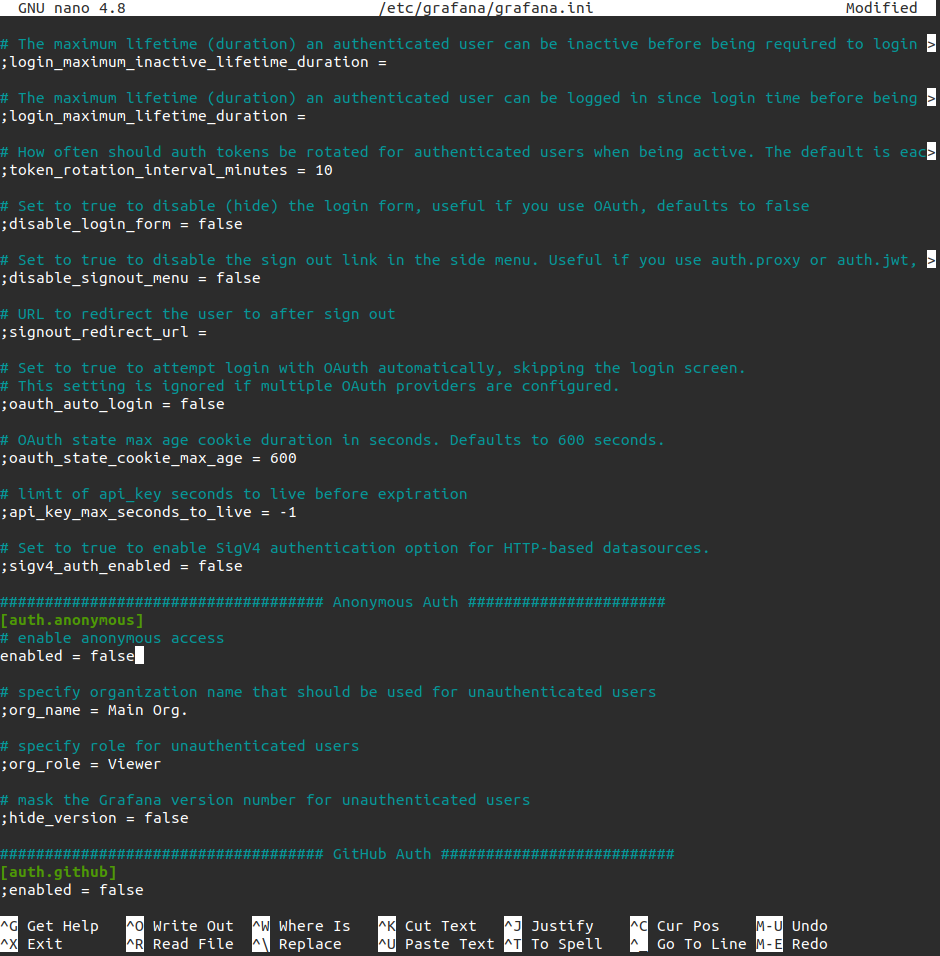 GNU nano 4.8 /etc/grafana/grafana.ini Modified
# The maximum lifetime (duration) an authenticated user can be inactive before being required to login >
;login_maximum_inactive_lifetime_duration =
# The maximum lifetime (duration) an authenticated user can be logged in since login time before being >
;login_maximum_lifetime_duration =
# How often should auth tokens be rotated for authenticated users when being active. The default is eac>
;token_rotation_interval_minutes = 10
# Set to true to disable (hide) the login form, useful if you use OAuth, defaults to false
;disable_login_form = false
# Set to true to disable the sign out link in the side menu. Useful if you use auth.proxy or auth.jwt, >
;disable_signout_menu = false
# URL to redirect the user to after sign out
;signout_redirect_url =
# Set to true to attempt login with OAuth automatically, skipping the login screen.
# This setting is ignored if multiple OAuth providers are configured.
;oauth_auto_login = false
# OAuth state max age cookie duration in seconds. Defaults to 600 seconds.
;oauth_state_cookie_max_age = 600
# limit of api_key seconds to live before expiration
;api_key_max_seconds_to_live = -1
# Set to true to enable SigV4 authentication option for HTTP-based datasources.
;sigv4_auth_enabled = false
#################################### Anonymous Auth ######################
[auth.anonymous]
# enable anonymous access
enabled = false
# specify organization name that should be used for unauthenticated users
;org_name = Main Org.
# specify role for unauthenticated users
;org_role = Viewer
# mask the Grafana version number for unauthenticated users
;hide_version = false
#################################### GitHub Auth ##########################
[auth.github]
;enabled = false
^G Get Help ^O Write Out ^W Where Is ^K Cut Text ^J Justify ^C Cur Pos M-U Undo
^X Exit ^R Read File ^\ Replace ^U Paste Text ^T To Spell ^_ Go To Line M-E Redo